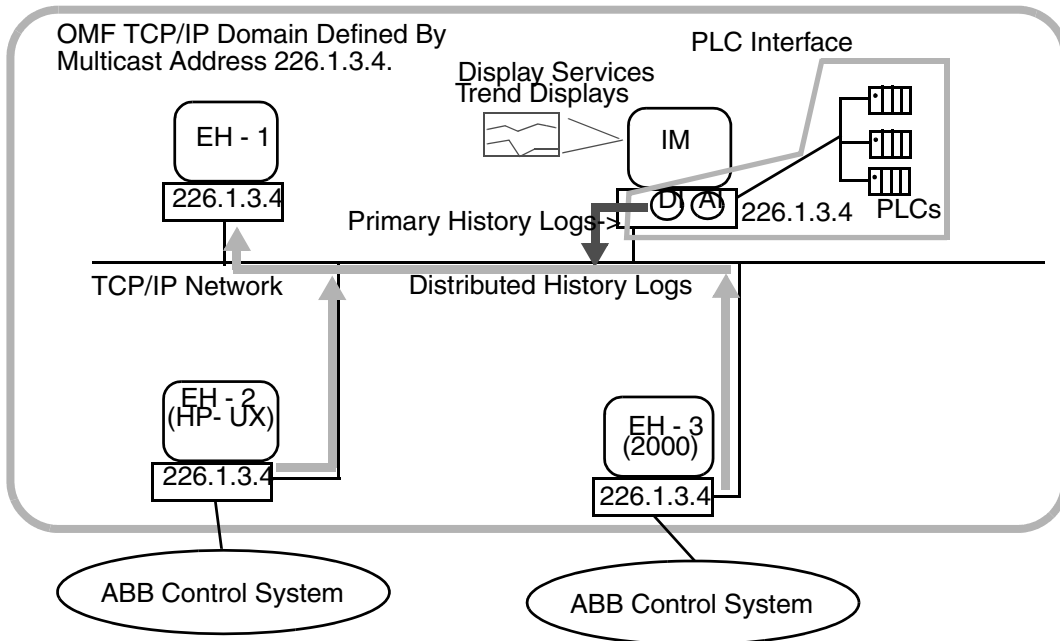 OMF TCP/IP Domain Defined By
Multicast Address 226.1.3.4.
PLC Interface
Display Services
Trend Displays
EH - 1
IM
226.1.3.4
DI
AI
226.1.3.4
PLCs
Primary History Logs->
TCP/IP Network
Distributed History Logs
EH - 2
(HP- UX)
226.1.3.4
EH - 3
(2000)
226.1.3.4
ABB Control System
ABB Control System